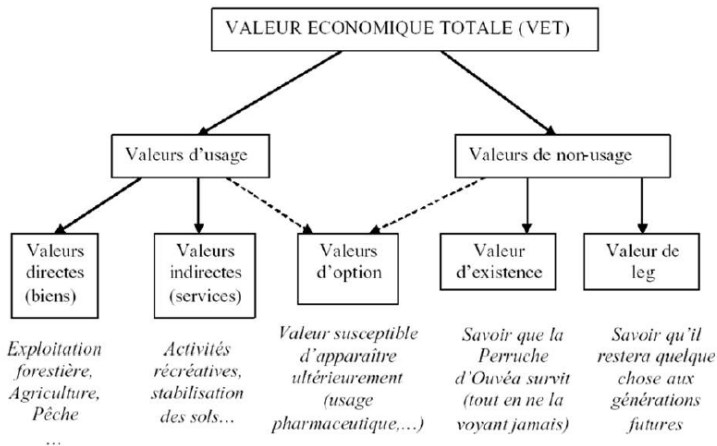 VALEUR ECONOMIQUE TOTALE (VET)
Valeurs d'usage
Valeurs de non-usage
Valeurs
directes
(biens)
Valeurs
indirectes
(services)
Valeurs
d'option
Valeur
d'existence
Valeur de
leg
Exploitation
forestière,
Agriculture,
Pêche
...
Activités
récréatives,
stabilisation
des sols...
Valeur susceptible
d'apparaître
ultérieurement
(usage
pharmaceutique,...)
Savoir que la
Perruche
d'Ouvéa survit
(tout en ne la
voyant jamais)
Savoir qu'il
restera quelque
chose aux
générations
futures